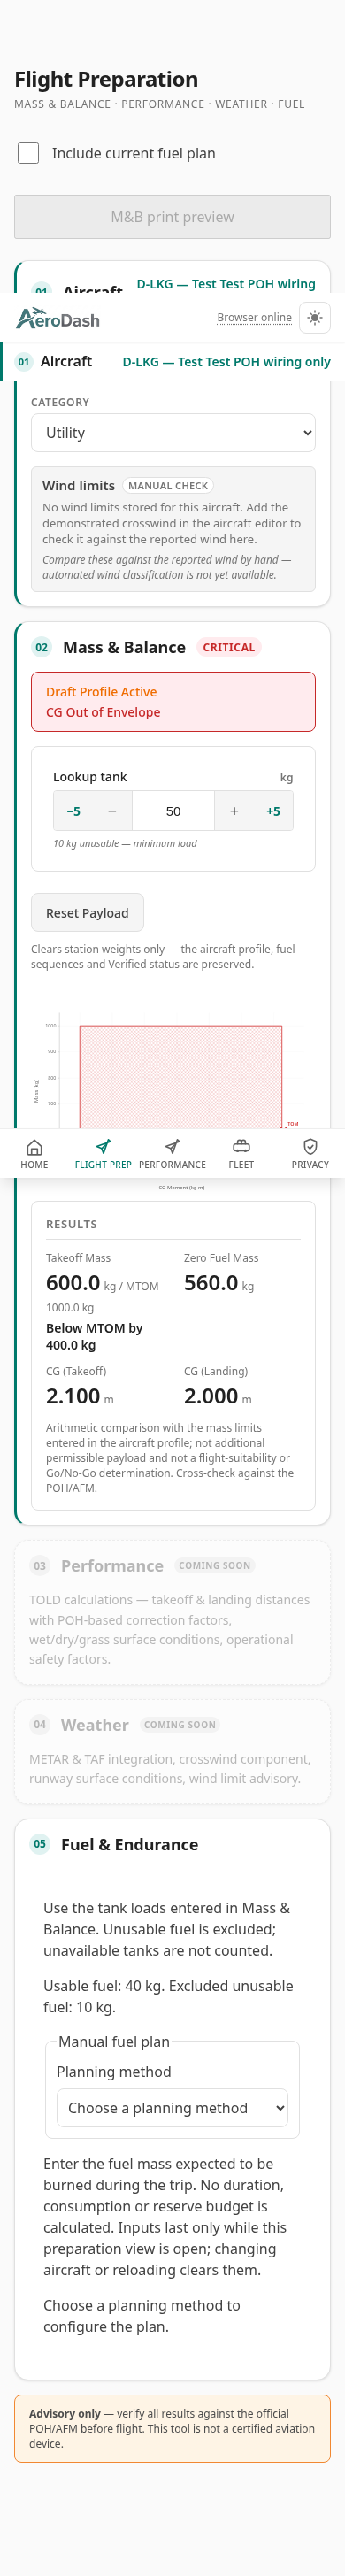 Flight Preparation
MASS & BALANCE · PERFORMANCE · WEATHER · FUEL
Include current fuel plan
M&B print preview
01 Aircraft D-LKG — Test Test POH wiring
AeroDash Browser online
01 Aircraft D-LKG — Test Test POH wiring only
CATEGORY
Utility
Wind limits MANUAL CHECK
No wind limits stored for this aircraft. Add the
demonstrated crosswind in the aircraft editor to
check it against the reported wind here.
Compare these against the reported wind by hand —
automated wind classification is not yet available.
02 Mass & Balance CRITICAL
Draft Profile Active
CG Out of Envelope
Lookup tank kg
−5 − 50 + +5
10 kg unusable — minimum load
Reset Payload
Clears station weights only — the aircraft profile, fuel
sequences and Verified status are preserved.
1000
900
800
700
Mass (kg)
TOM
HOME FLIGHT PREP PERFORMANCE FLEET PRIVACY
CG Moment (kg·m)
RESULTS
Takeoff Mass Zero Fuel Mass
600.0 kg / MTOM 560.0 kg
1000.0 kg
Below MTOM by
400.0 kg
CG (Takeoff) CG (Landing)
2.100 m 2.000 m
Arithmetic comparison with the mass limits
entered in the aircraft profile; not additional
permissible payload and not a flight-suitability or
Go/No-Go determination. Cross-check against the
POH/AFM.
03 Performance COMING SOON
TOLD calculations — takeoff & landing distances
with POH-based correction factors,
wet/dry/grass surface conditions, operational
safety factors.
04 Weather COMING SOON
METAR & TAF integration, crosswind component,
runway surface conditions, wind limit advisory.
05 Fuel & Endurance
Use the tank loads entered in Mass &
Balance. Unusable fuel is excluded;
unavailable tanks are not counted.
Usable fuel: 40 kg. Excluded unusable
fuel: 10 kg.
Manual fuel plan
Planning method
Choose a planning method
Enter the fuel mass expected to be
burned during the trip. No duration,
consumption or reserve budget is
calculated. Inputs last only while this
preparation view is open; changing
aircraft or reloading clears them.
Choose a planning method to
configure the plan.
Advisory only — verify all results against the official
POH/AFM before flight. This tool is not a certified aviation
device.